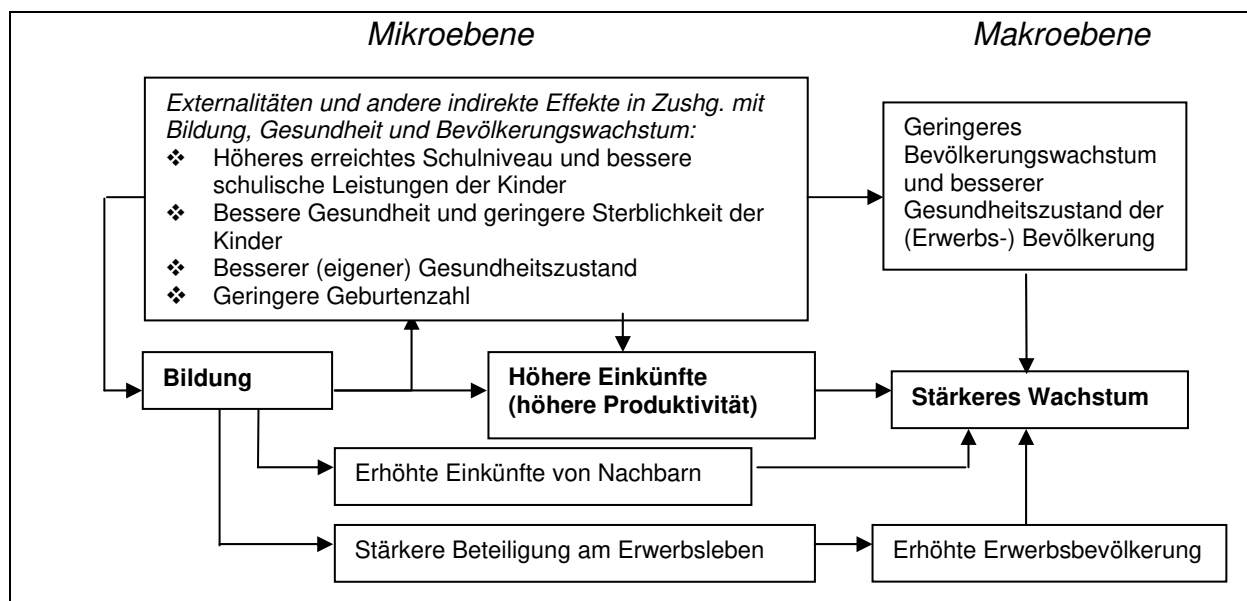 Mikroebene
Makroebene
Externalitäten und andere indirekte Effekte in Zushg. mit
Bildung, Gesundheit und Bevölkerungswachstum:
❖ Höheres erreichtes Schulniveau und bessere
schulische Leistungen der Kinder
❖ Bessere Gesundheit und geringere Sterblichkeit der
Kinder
❖ Besserer (eigener) Gesundheitszustand
❖ Geringere Geburtenzahl
Geringeres
Bevölkerungswachstum
und besserer
Gesundheitszustand der
(Erwerbs-) Bevölkerung
Bildung
Höhere Einkünfte
(höhere Produktivität)
Stärkeres Wachstum
Erhöhte Einkünfte von Nachbarn
Stärkere Beteiligung am Erwerbsleben
Erhöhte Erwerbsbevölkerung